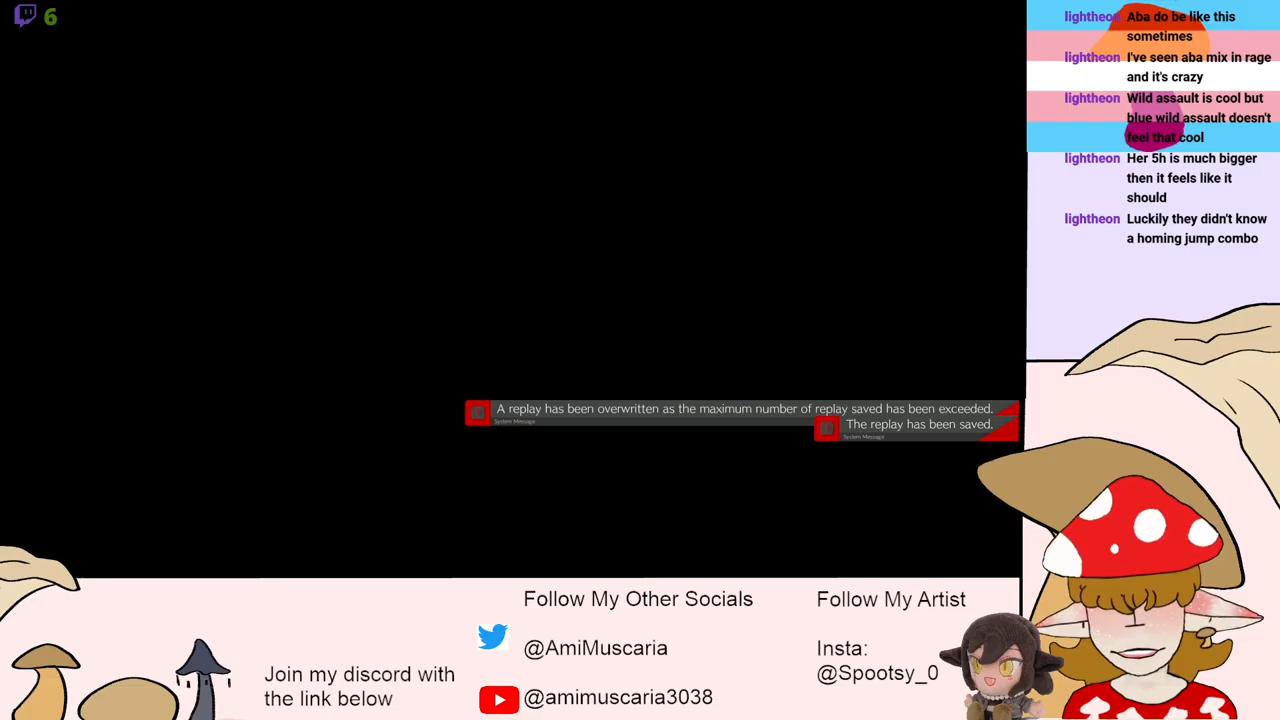 6
lightheon Aba do be like this
sometimes
lightheon I've seen aba mix in rage
and it's crazy
lightheon Wild assault is cool but
blue wild assault doesn't
feel that cool
lightheon Her 5h is much bigger
then it feels like it
should
lightheon Luckily they didn't know
a homing jump combo
A replay has been overwritten as the maximum number of replay saved has been exceeded.
System Message
The replay has been saved.
System Message
Join my discord with
the link below
Follow My Other Socials
@AmiMuscaria
@amimuscaria3038
Follow My Artist
Insta:
@Spootsy_0